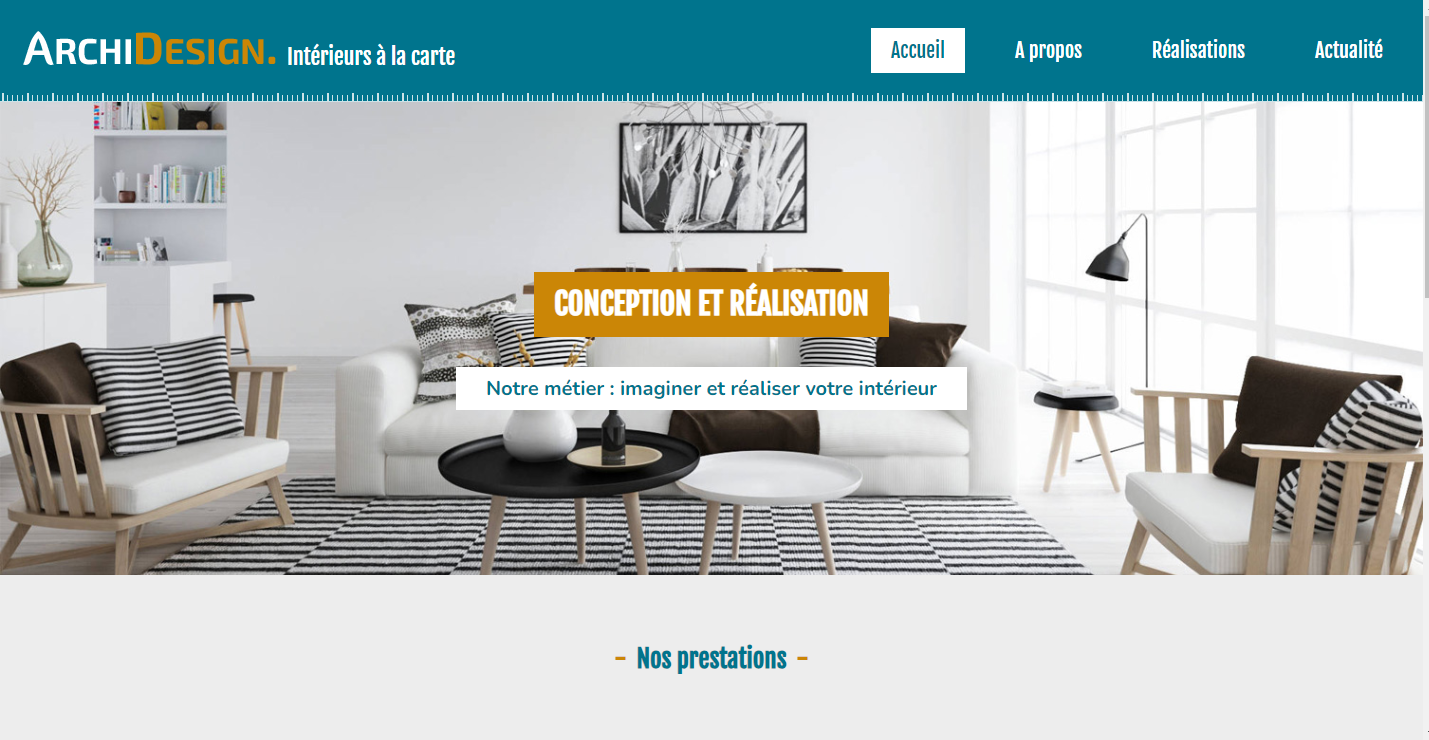 ARCHIDESIGN. Intérieurs à la carte
Accueil
A propos
Réalisations
Actualité
CONCEPTION ET RÉALISATION
Notre métier : imaginer et réaliser votre intérieur
- Nos prestations -